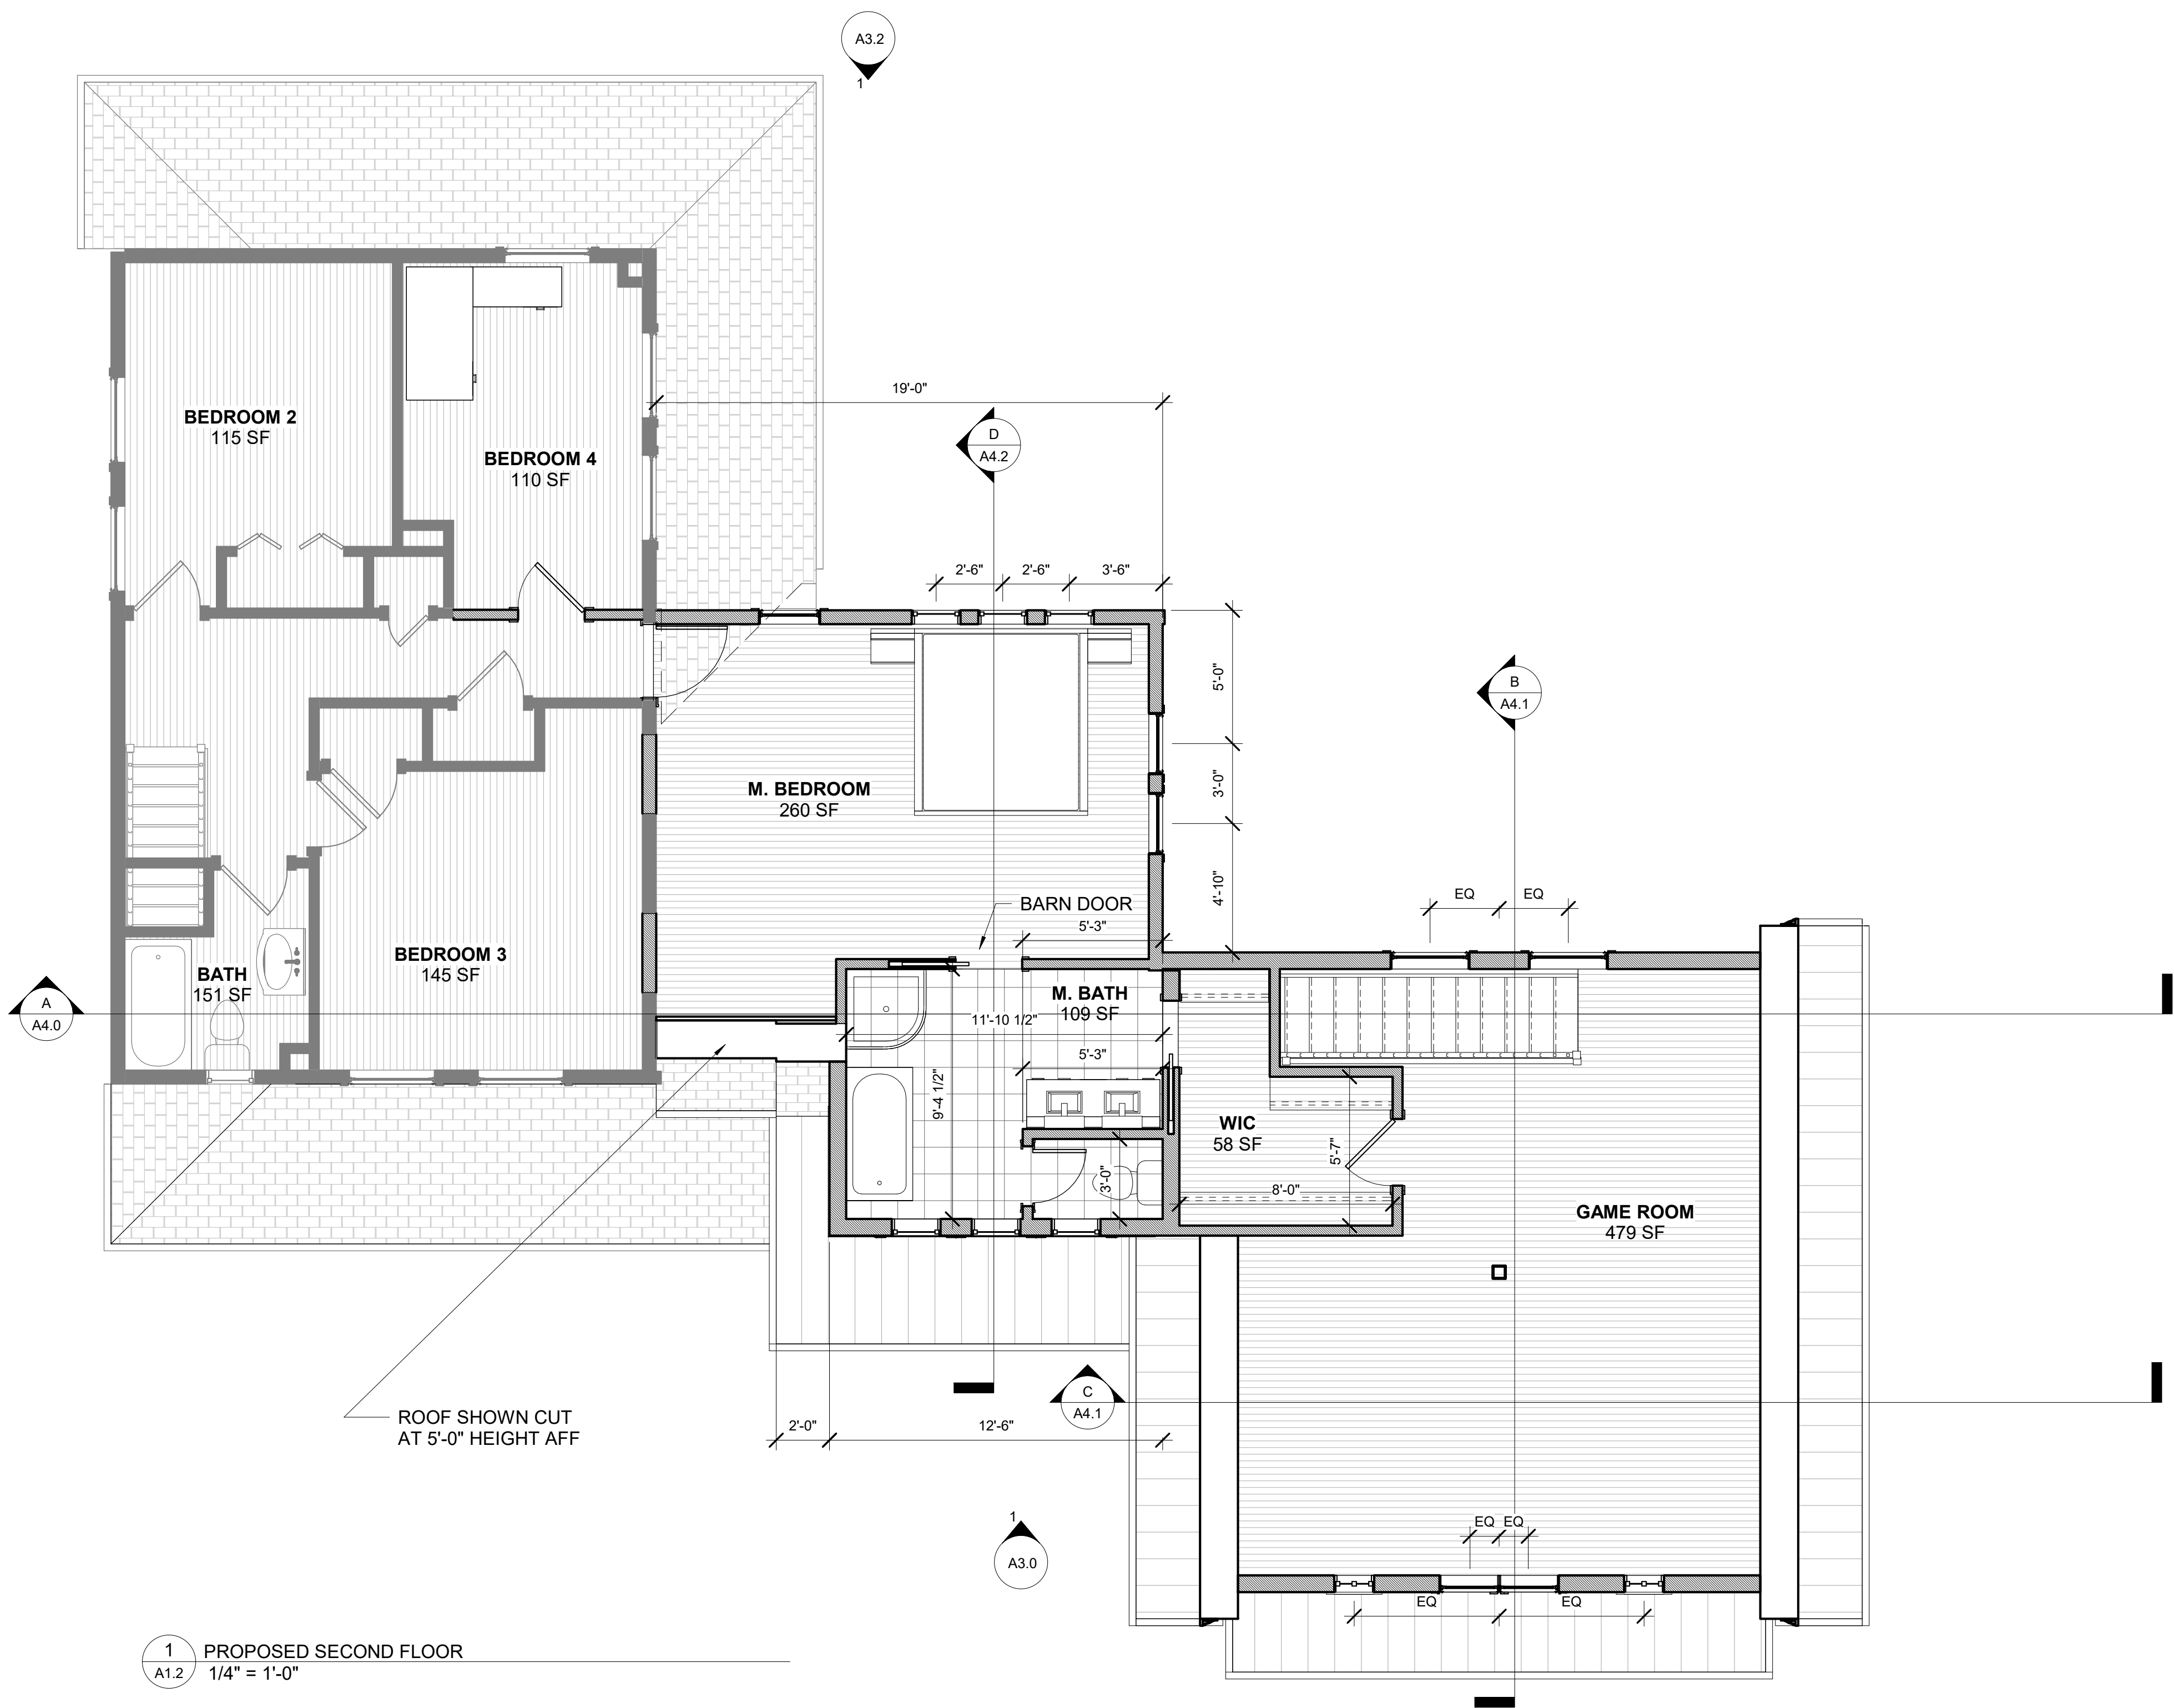 A3.2
1
19'-0"
BEDROOM 2
115 SF
D
A4.2
BEDROOM 4
110 SF
2'-6"
2'-6"
3'-6"
5'-0"
B
A4.1
M. BEDROOM
260 SF
3'-0"
4'-10"
EQ
EQ
BARN DOOR
5'-3"
BEDROOM 3
145 SF
BATH
151 SF
A
A4.0
M. BATH
109 SF
11'-10 1/2"
5'-3"
9'-4 1/2"
WIC
58 SF
5'-7"
3'-0"
8'-0"
GAME ROOM
479 SF
C
A4.1
ROOF SHOWN CUT
AT 5'-0" HEIGHT AFF
2'-0"
12'-6"
1
A3.0
EQ
EQ
EQ
EQ
1
A1.2
PROPOSED SECOND FLOOR
1/4" = 1'-0"